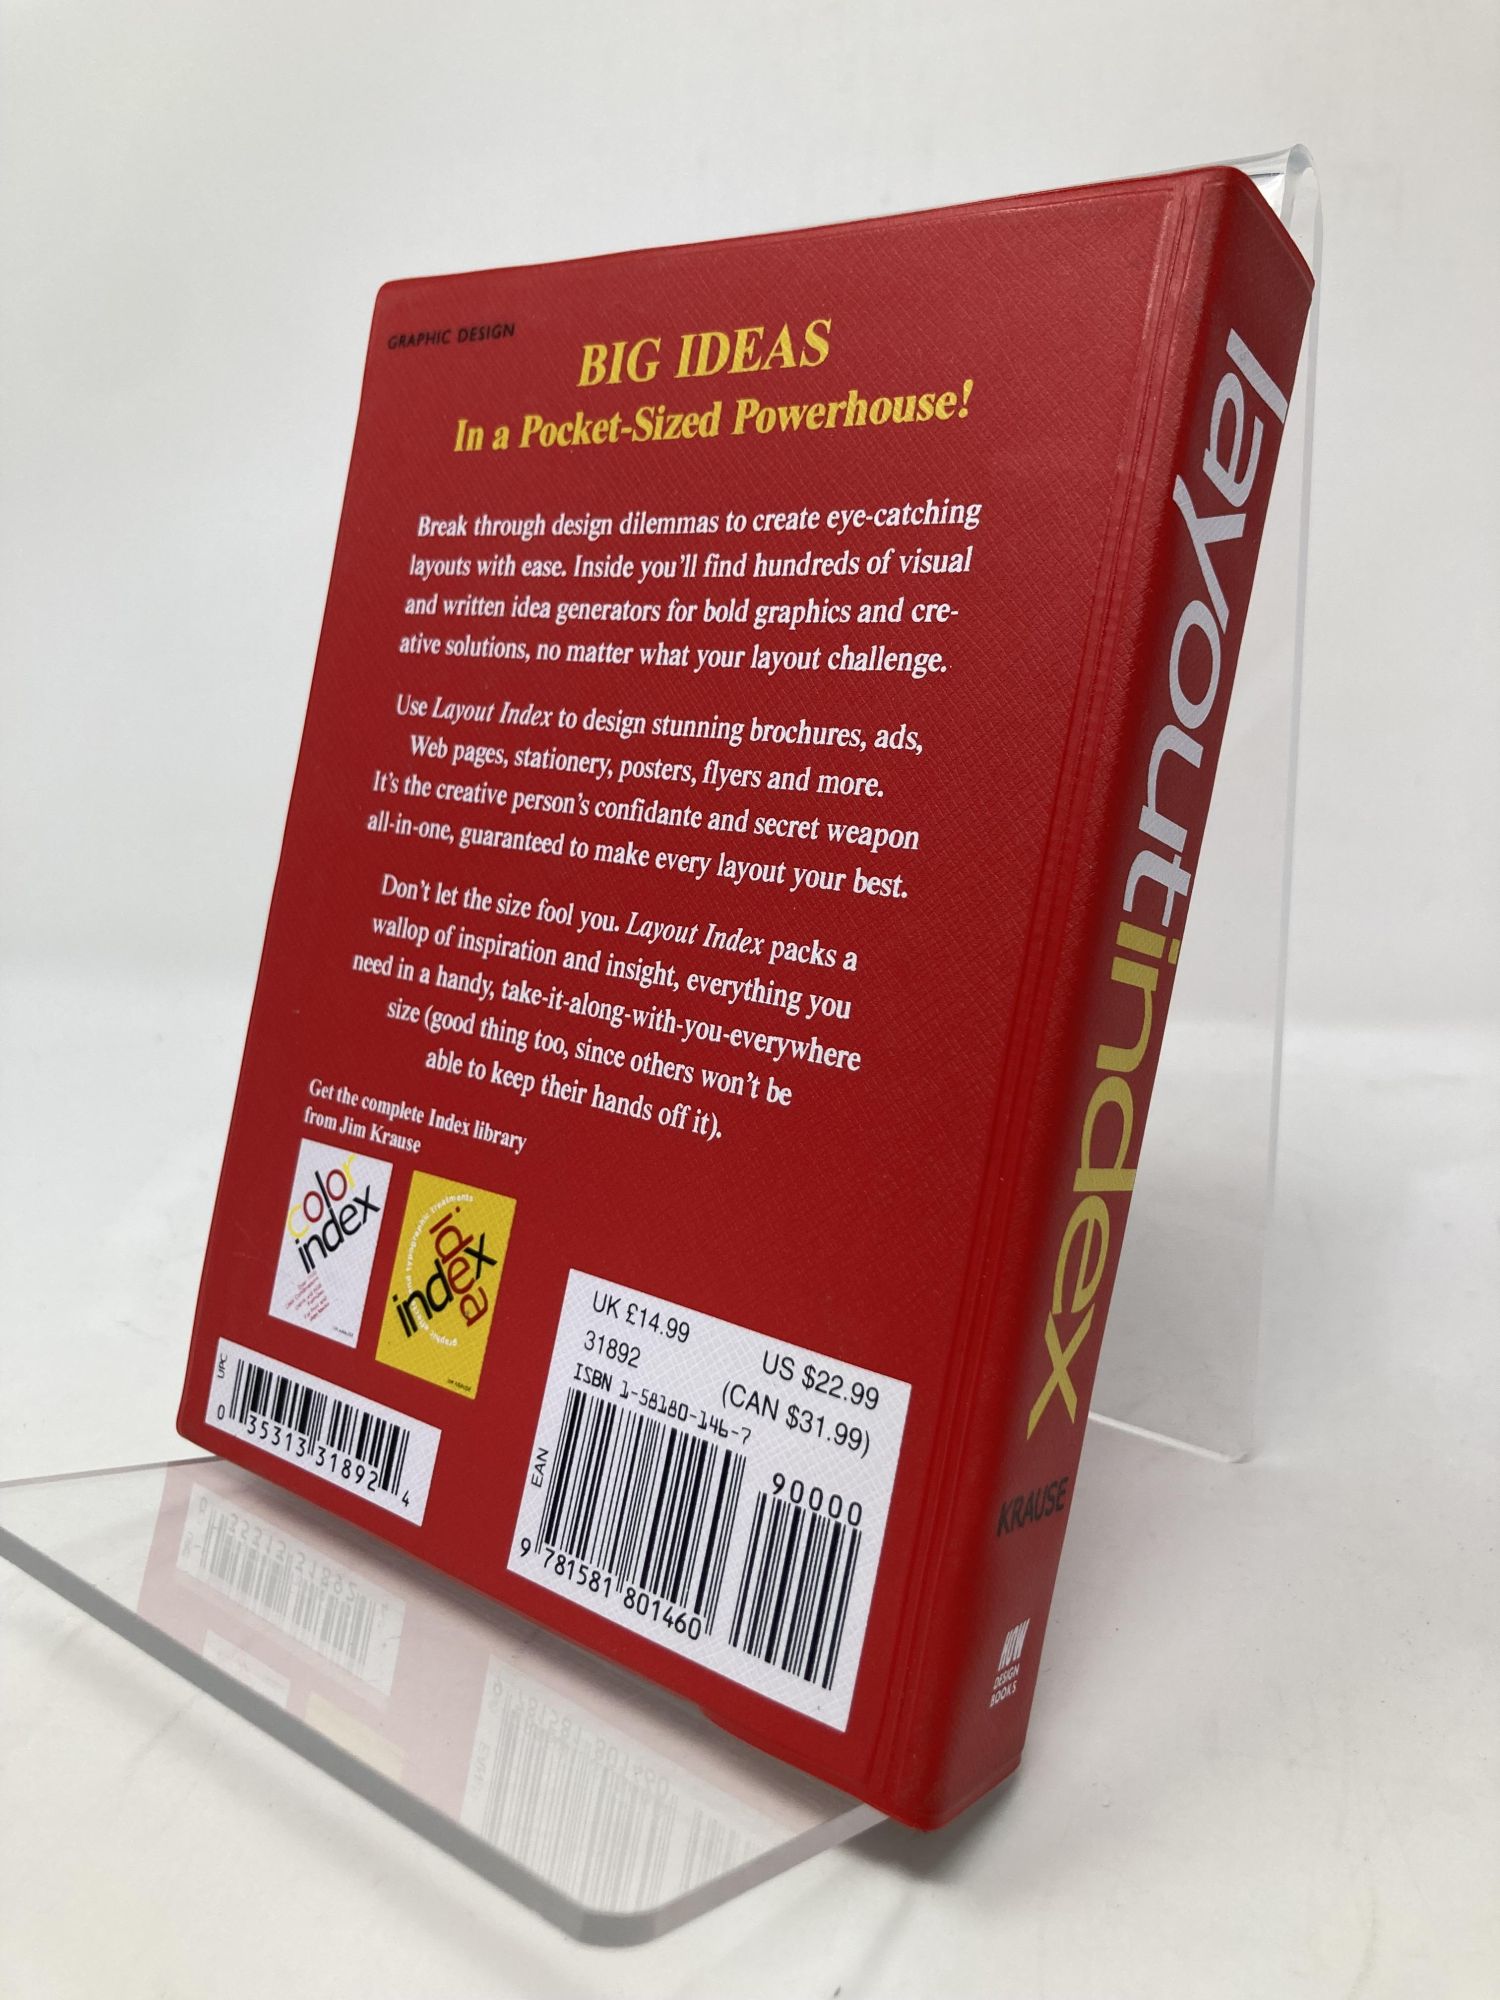 GRAPHIC DESIGN
BIG IDEAS
In a Pocket-Sized Powerhouse!
Break through design dilemmas to create eye-catching
layouts with ease. Inside you'll find hundreds of visual
and written idea generators for bold graphics and cre-
ative solutions, no matter what your layout challenge.
Use Layout Index to design stunning brochures, ads,
Web pages, stationery, posters, flyers and more.
It's the creative person's confidante and secret weapon
all-in-one, guaranteed to make every layout your best.
Don't let the size fool you. Layout Index packs a
wallop of inspiration and insight, everything you
need in a handy, take-it-along-with-you-everywhere
size (good thing too, since others won't be
able to keep their hands off it).
Get the complete Index library
from Jim Krause
color
index
idea
index
graphic effects and typographic treatments
JIM KRAUSE
UPC
0 35313 31892 4
UK £14.99
31892
US $22.99
(CAN $31.99)
ISBN 1-58180-146-7
EAN
90000
9 781581 801460
layoutindex
KRAUSE
HOW
DESIGN
BOOKS